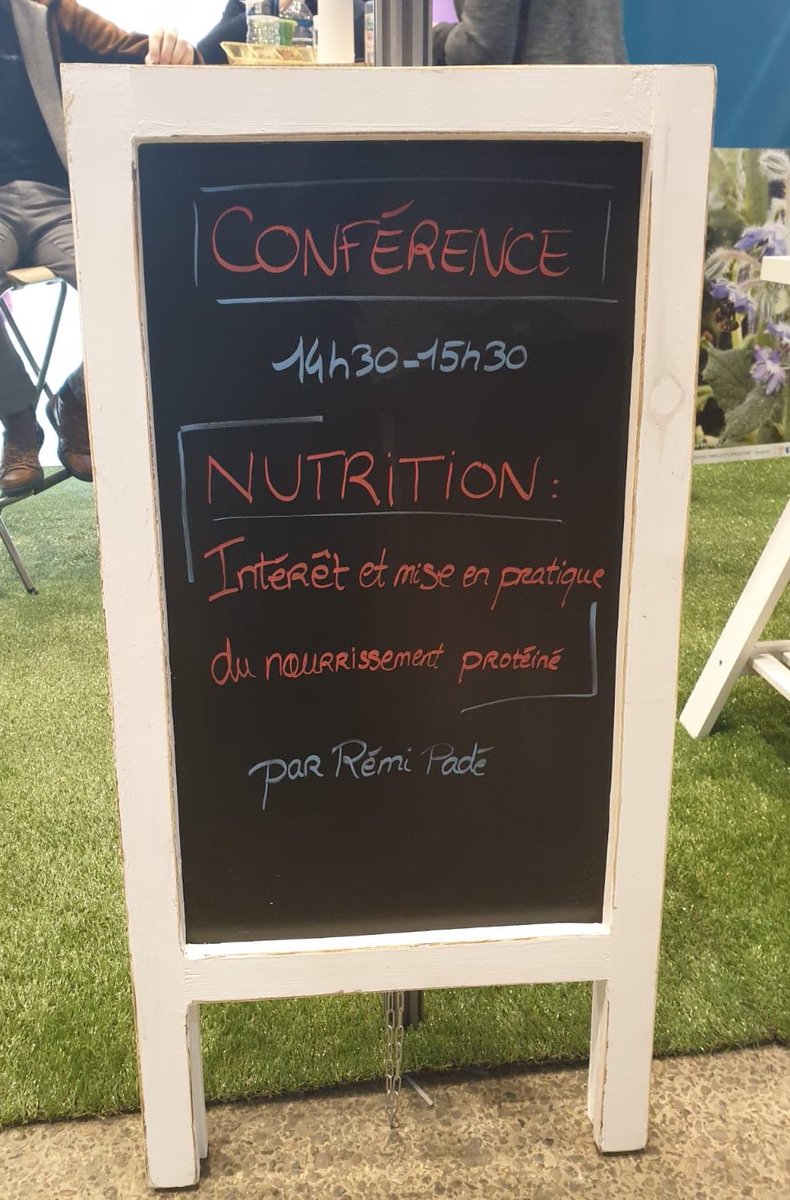 CONFÉRENCE
14h30-15h30
NUTRITION :
Intérêt et mise en pratique
du nourrissement protéiné
par Rémi Padé